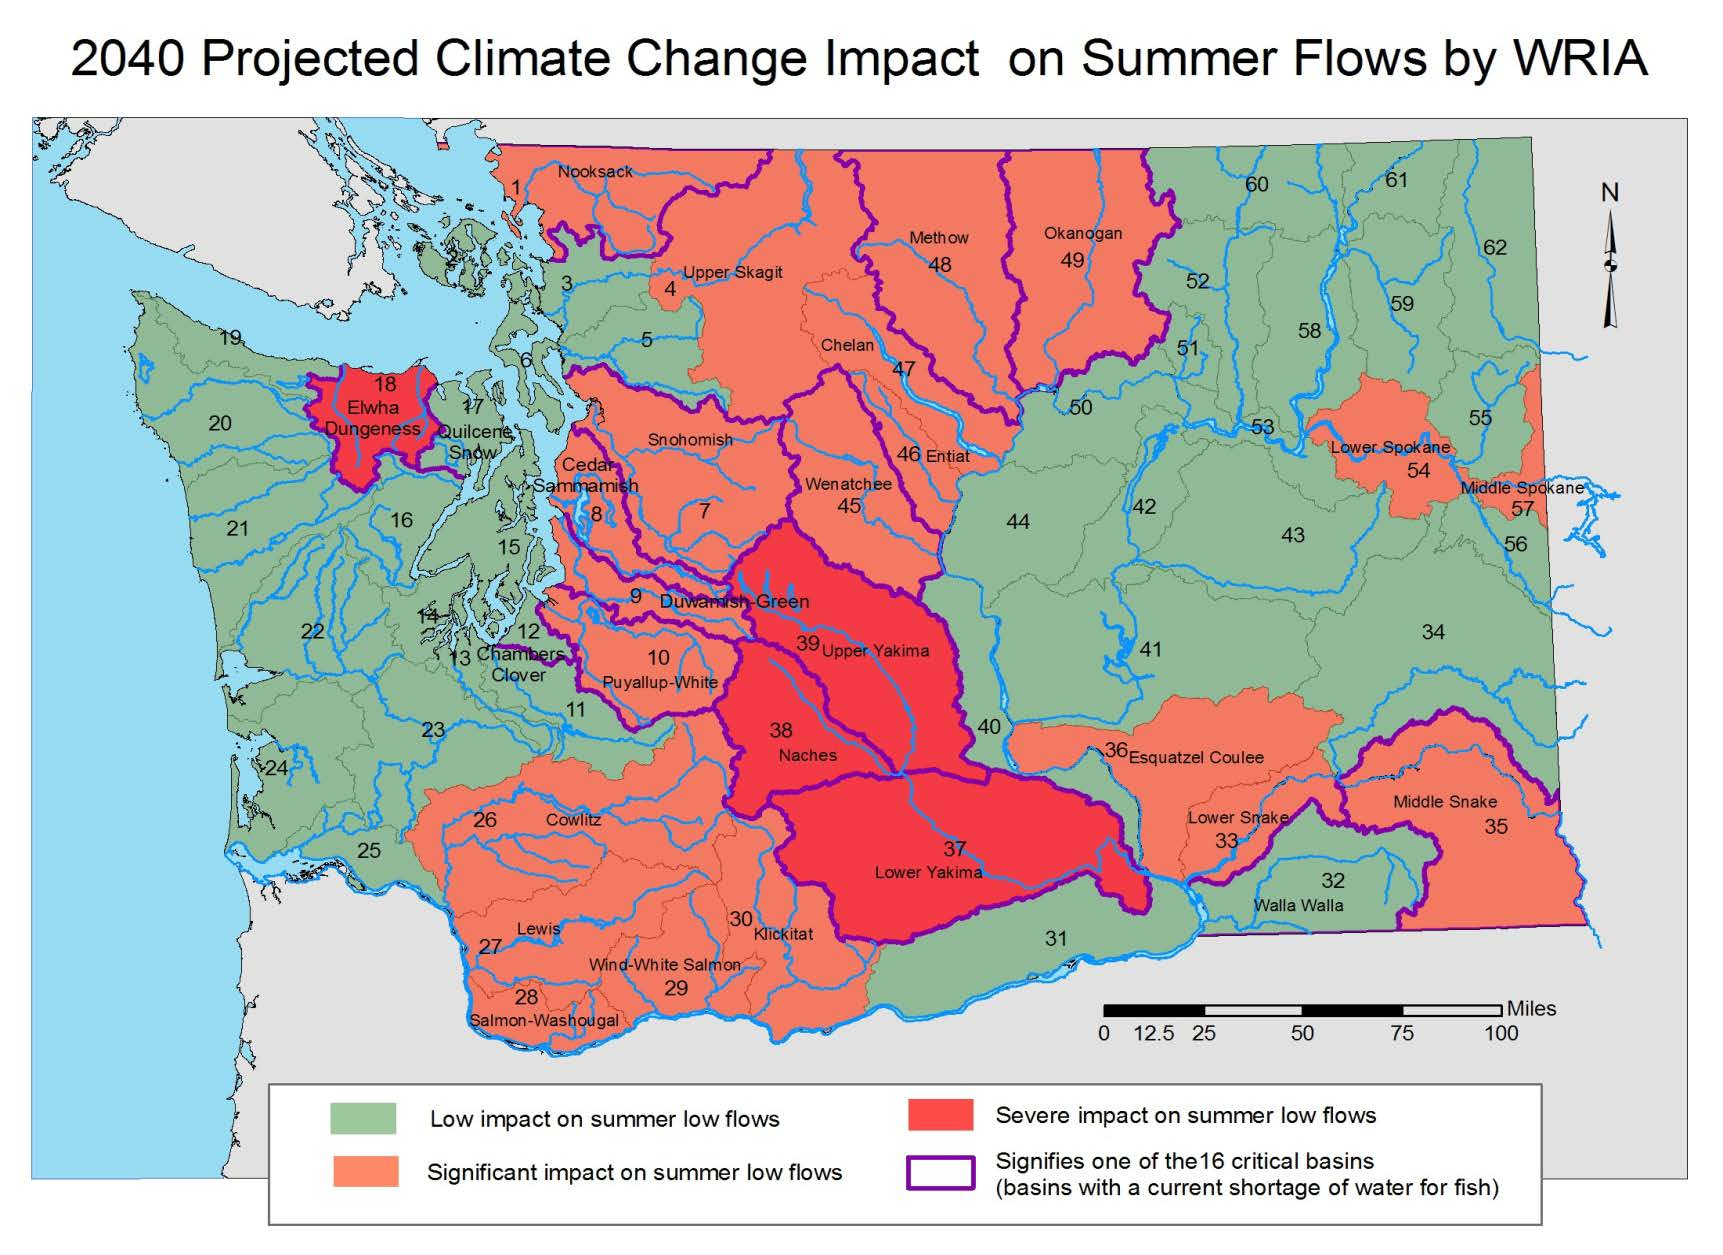 2040 Projected Climate Change Impact on Summer Flows by WRIA
Nooksack
1
60
61
N
2
3
Upper Skagit
4
Methow
48
Okanogan
49
52
62
59
19
5
6
Chelan
47
51
58
18
Elwha
Dungeness
17
Quilcene
Snow
20
50
53
55
Snohomish
46 Entiat
Lower Spokane
54
Cedar
Sammamish
8
7
Wenatchee
45
Middle Spokane
57
21
16
15
44
42
43
56
9
Duwamish-Green
14
22
12
13
Chambers
Clover
10
Puyallup-White
39 Upper Yakima
41
34
11
23
38
Naches
40
36 Esquatzel Coulee
24
26
Cowlitz
Lower Snake
33
Middle Snake
35
25
37
Lower Yakima
32
Walla Walla
27
Lewis
30
Klickitat
31
Wind-White Salmon
29
28
Salmon-Washougal
Miles
0 12.5 25 50 75 100
Low impact on summer low flows
Significant impact on summer low flows
Severe impact on summer low flows
Signifies one of the16 critical basins
(basins with a current shortage of water for fish)